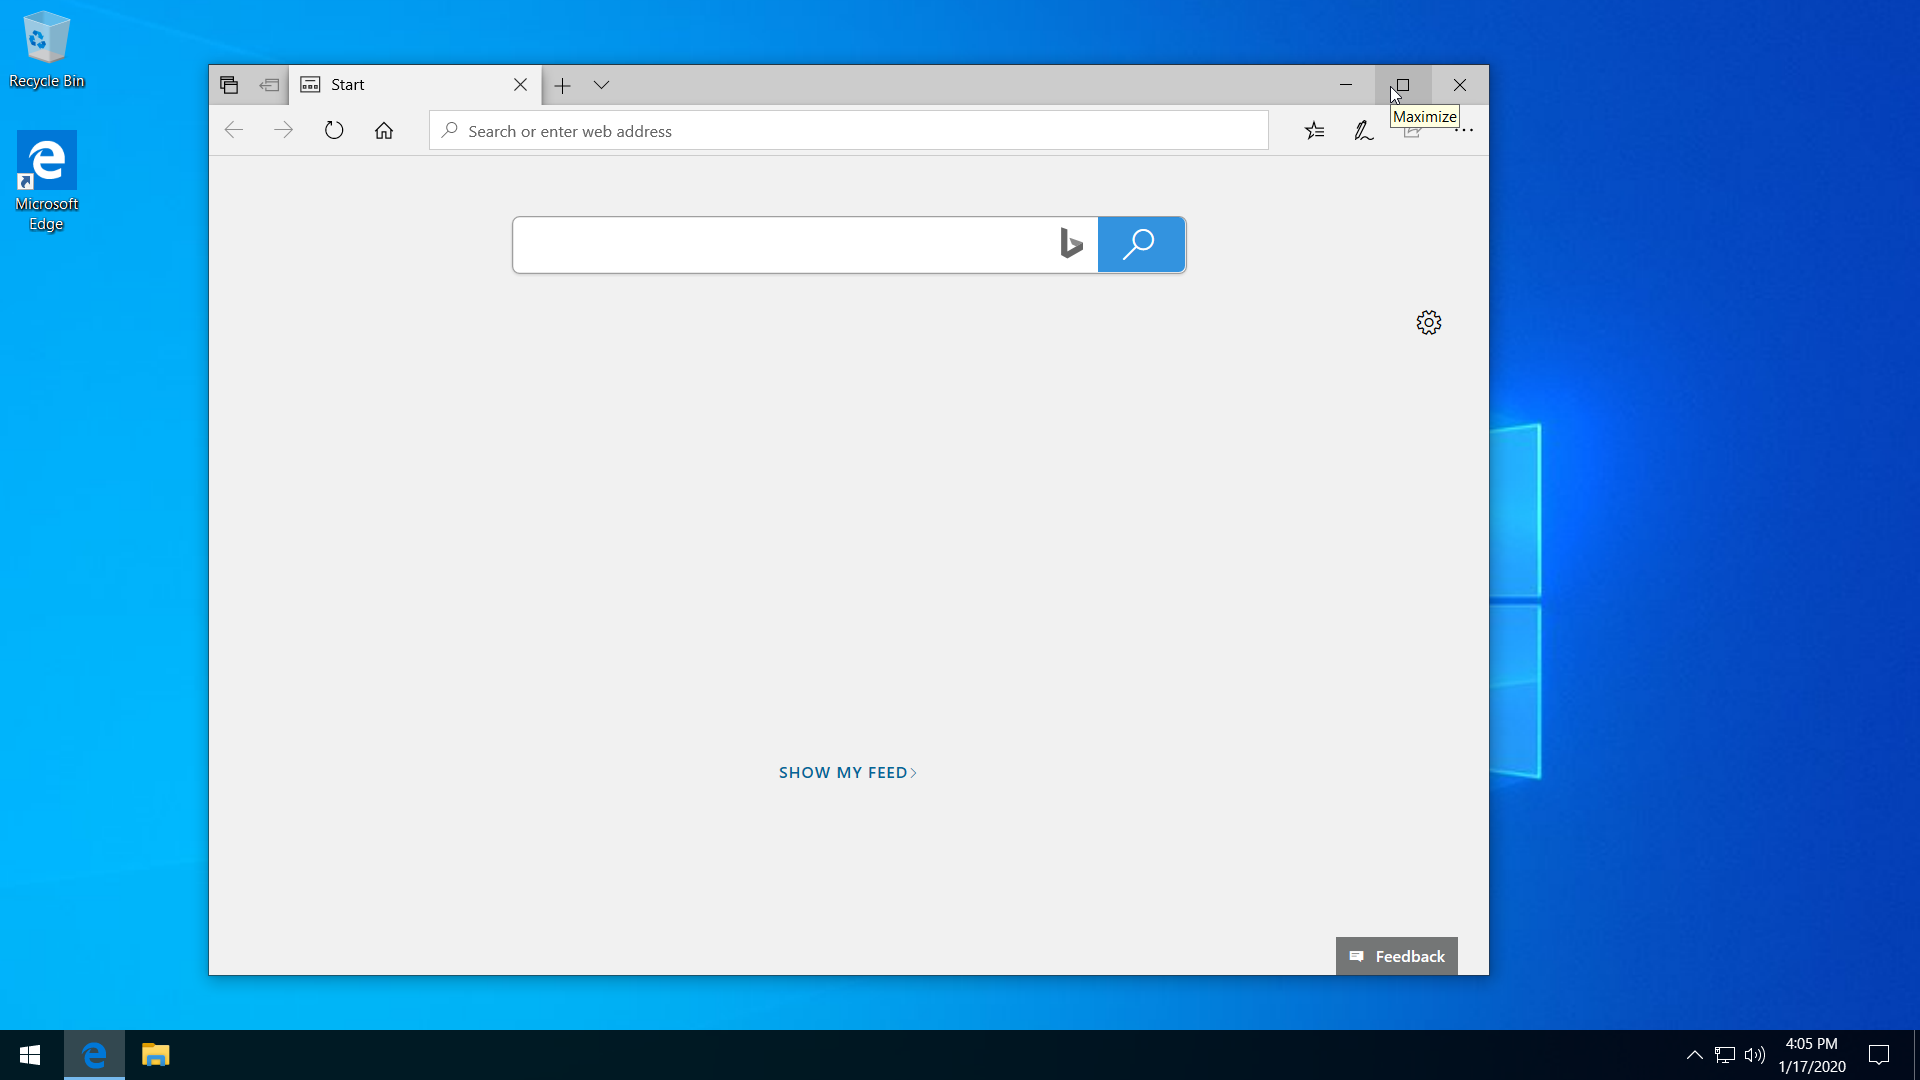 Recycle Bin
Microsoft
Edge
Start
Search or enter web address
Maximize
SHOW MY FEED
Feedback
4:05 PM
1/17/2020